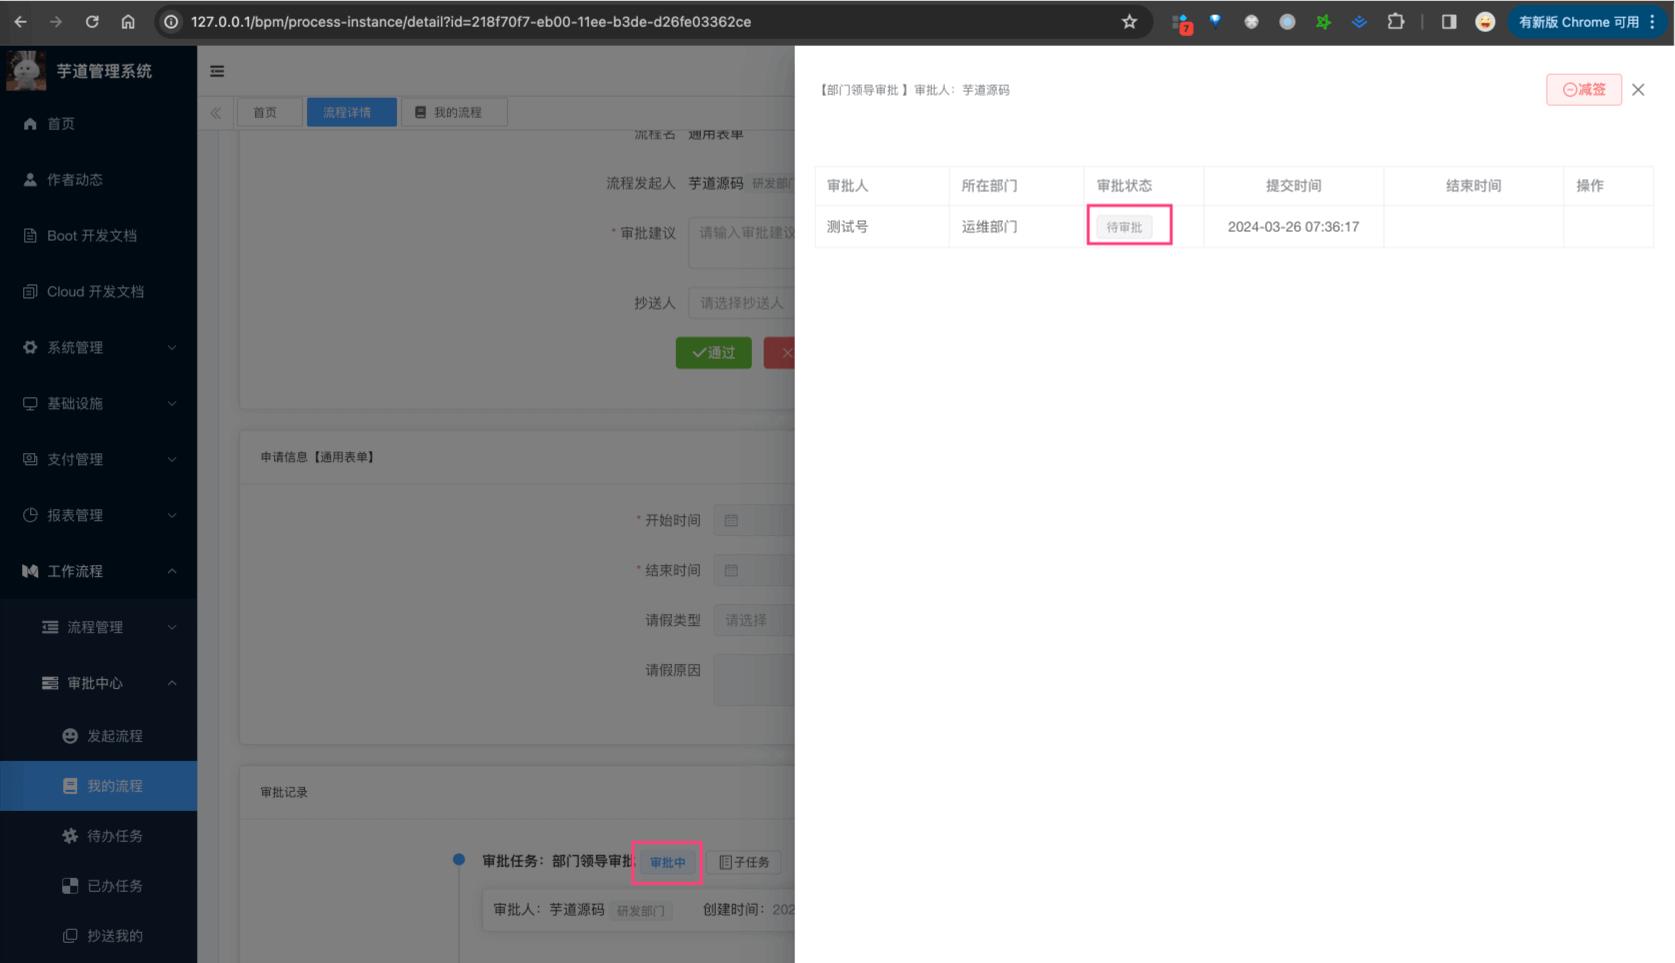 127.0.0.1/bpm/process-instance/detail?id=218f70f7-eb00-11ee-b3de-d26fe03362ce
7
有新版 Chrome 可用
芋道管理系统
首页
作者动态
Boot 开发文档
Cloud 开发文档
系统管理
基础设施
支付管理
报表管理
工作流程
流程管理
审批中心
发起流程
我的流程
待办任务
已办任务
抄送我的
首页
流程详情
我的流程
流程名 通用表单
流程发起人 芋道源码 研发部门
* 审批建议 请输入审批建议
抄送人 请选择抄送人
通过
申请信息【通用表单】
* 开始时间
* 结束时间
请假类型 请选择
请假原因
审批记录
审批任务：部门领导审批 审批中 子任务
审批人：芋道源码 研发部门 创建时间：202
【部门领导审批 】审批人：芋道源码
减签
审批人 所在部门 审批状态 提交时间 结束时间 操作
测试号 运维部门 待审批 2024-03-26 07:36:17